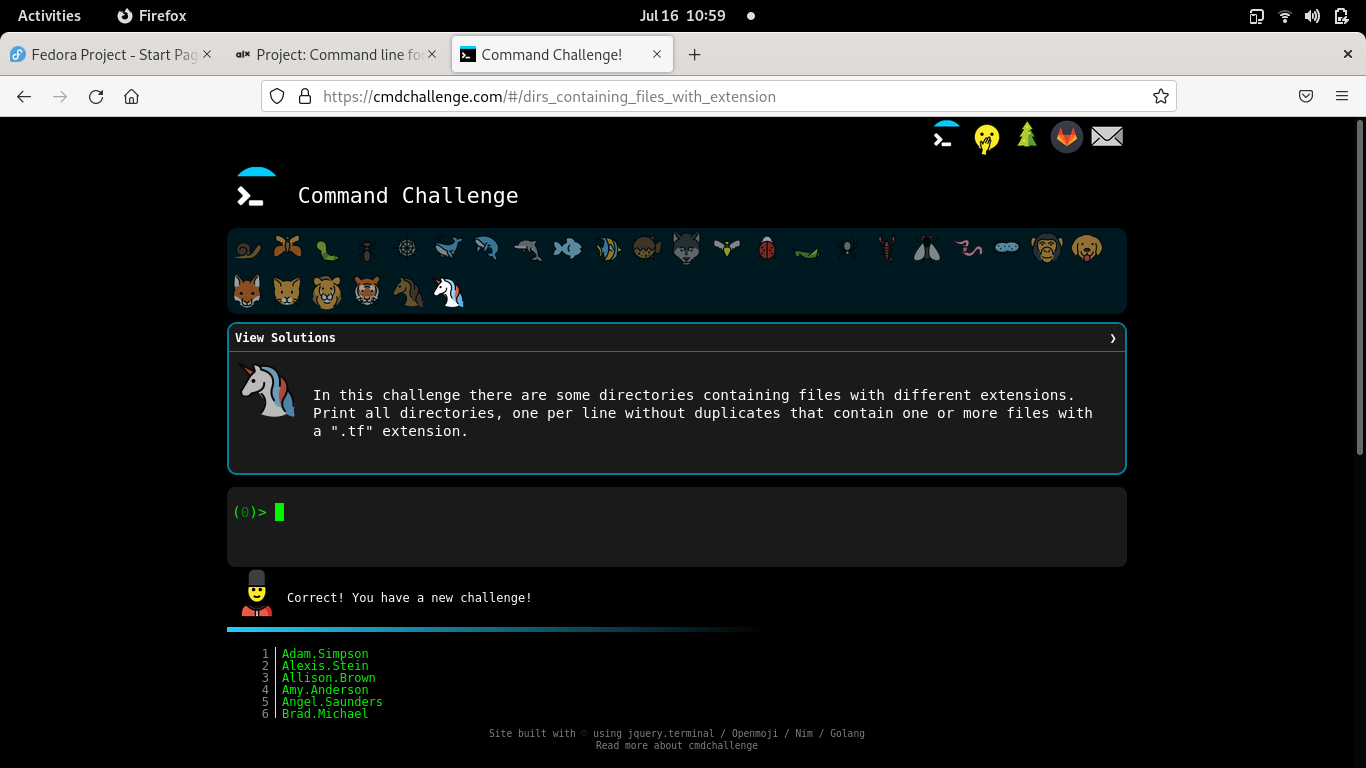 Activities Firefox Jul 16 10:59
Fedora Project - Start Pag Project: Command line for Command Challenge!
https://cmdchallenge.com/#/dirs_containing_files_with_extension
Command Challenge
View Solutions
In this challenge there are some directories containing files with different extensions.
Print all directories, one per line without duplicates that contain one or more files with
a ".tf" extension.
(0)>
Correct! You have a new challenge!
1 Adam.Simpson
2 Alexis.Stein
3 Allison.Brown
4 Amy.Anderson
5 Angel.Saunders
6 Brad.Michael
Site built with ♡ using jquery.terminal / Openmoji / Nim / Golang
Read more about cmdchallenge